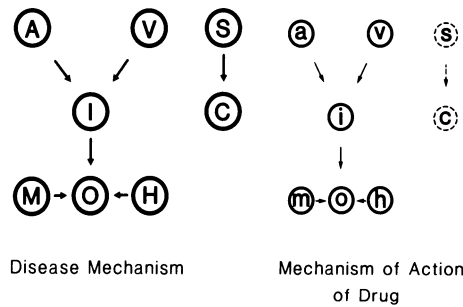 A V S a v s
I C i c
M O H m o h
Disease Mechanism Mechanism of Action
of Drug